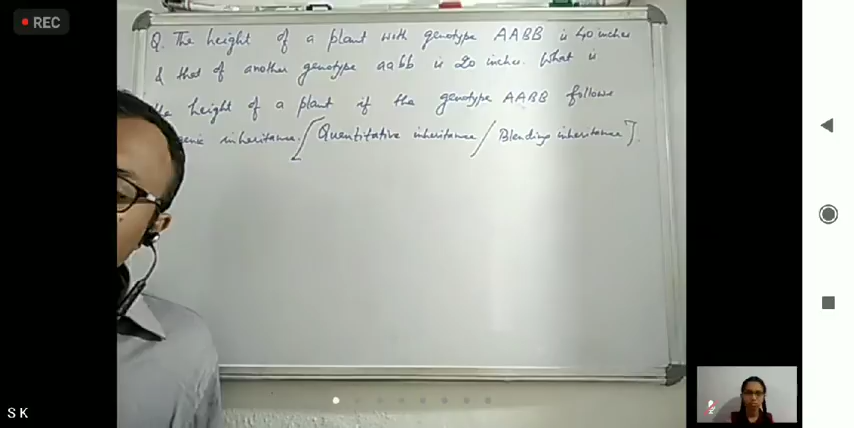 REC
Q. The height of a plant with genotype AABB is 40 inches
& that of another genotype aabb is 20 inches. What is
the height of a plant if the genotype AABB follows
inheritance. [Quantitative inheritance / Blending inheritance].
S K